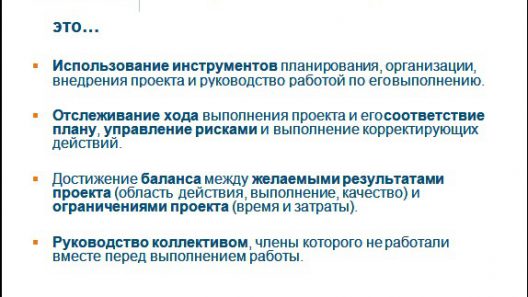 это...
Использование инструментов планирования, организации,
внедрения проекта и руководство работой по еговыполнению.
Отслеживание хода выполнения проекта и егосоответствие
плану, управление рисками и выполнение корректирующих
действий.
Достижение баланса между желаемыми результатами
проекта (область действия, выполнение, качество) и
ограничениями проекта (время и затраты).
Руководство коллективом, члены которого не работали
вместе перед выполнением работы.